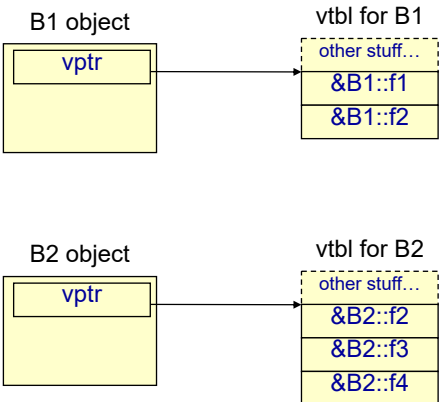 B1 object
vtbl for B1
vptr
other stuff…
&B1::f1
&B1::f2
B2 object
vtbl for B2
vptr
other stuff…
&B2::f2
&B2::f3
&B2::f4